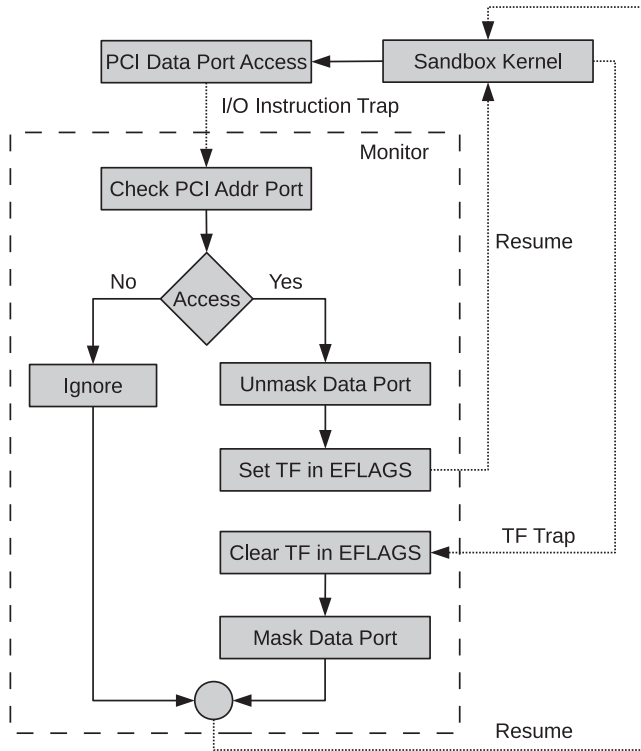 PCI Data Port Access
Sandbox Kernel
I/O Instruction Trap
Monitor
Check PCI Addr Port
Resume
No
Access
Yes
Ignore
Unmask Data Port
Set TF in EFLAGS
TF Trap
Clear TF in EFLAGS
Mask Data Port
Resume